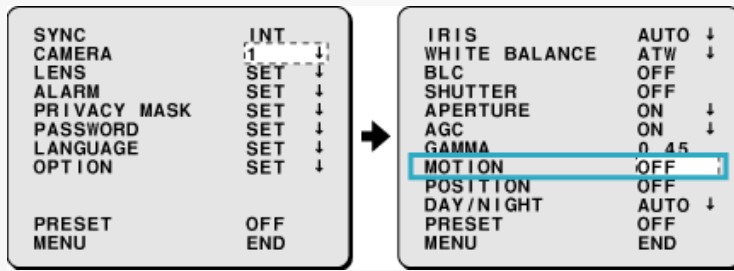 SYNC INT
CAMERA 1 ↓
LENS SET ↓
ALARM SET ↓
PRIVACY MASK SET ↓
PASSWORD SET ↓
LANGUAGE SET ↓
OPTION SET ↓
PRESET OFF
MENU END
IRIS AUTO ↓
WHITE BALANCE ATW ↓
BLC OFF
SHUTTER OFF
APERTURE ON ↓
AGC ON ↓
GAMMA 0.45
MOTION OFF
POSITION OFF
DAY/NIGHT AUTO ↓
PRESET OFF
MENU END